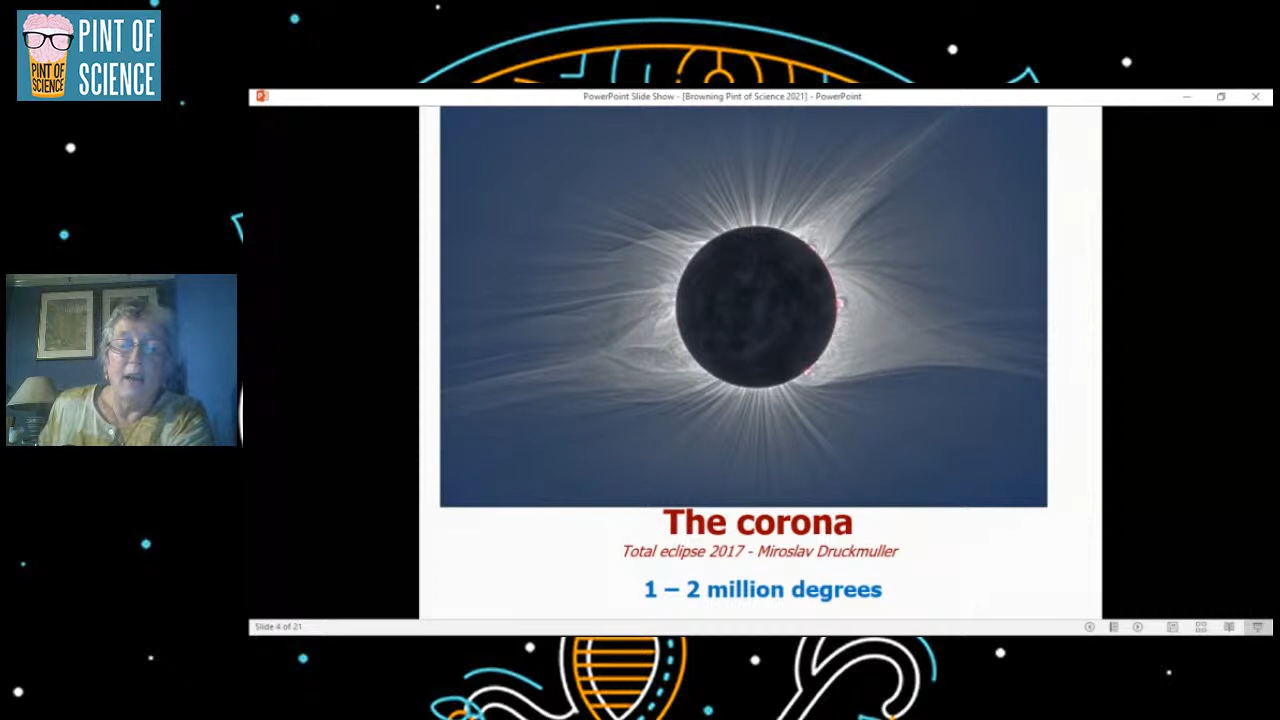 PINT OF
SCIENCE
PINT OF
SCIENCE
PowerPoint Slide Show - [Browning Pint of Science 2021] - PowerPoint
The corona
Total eclipse 2017 - Miroslav Druckmuller
1 – 2 million degrees
Slide 4 of 21